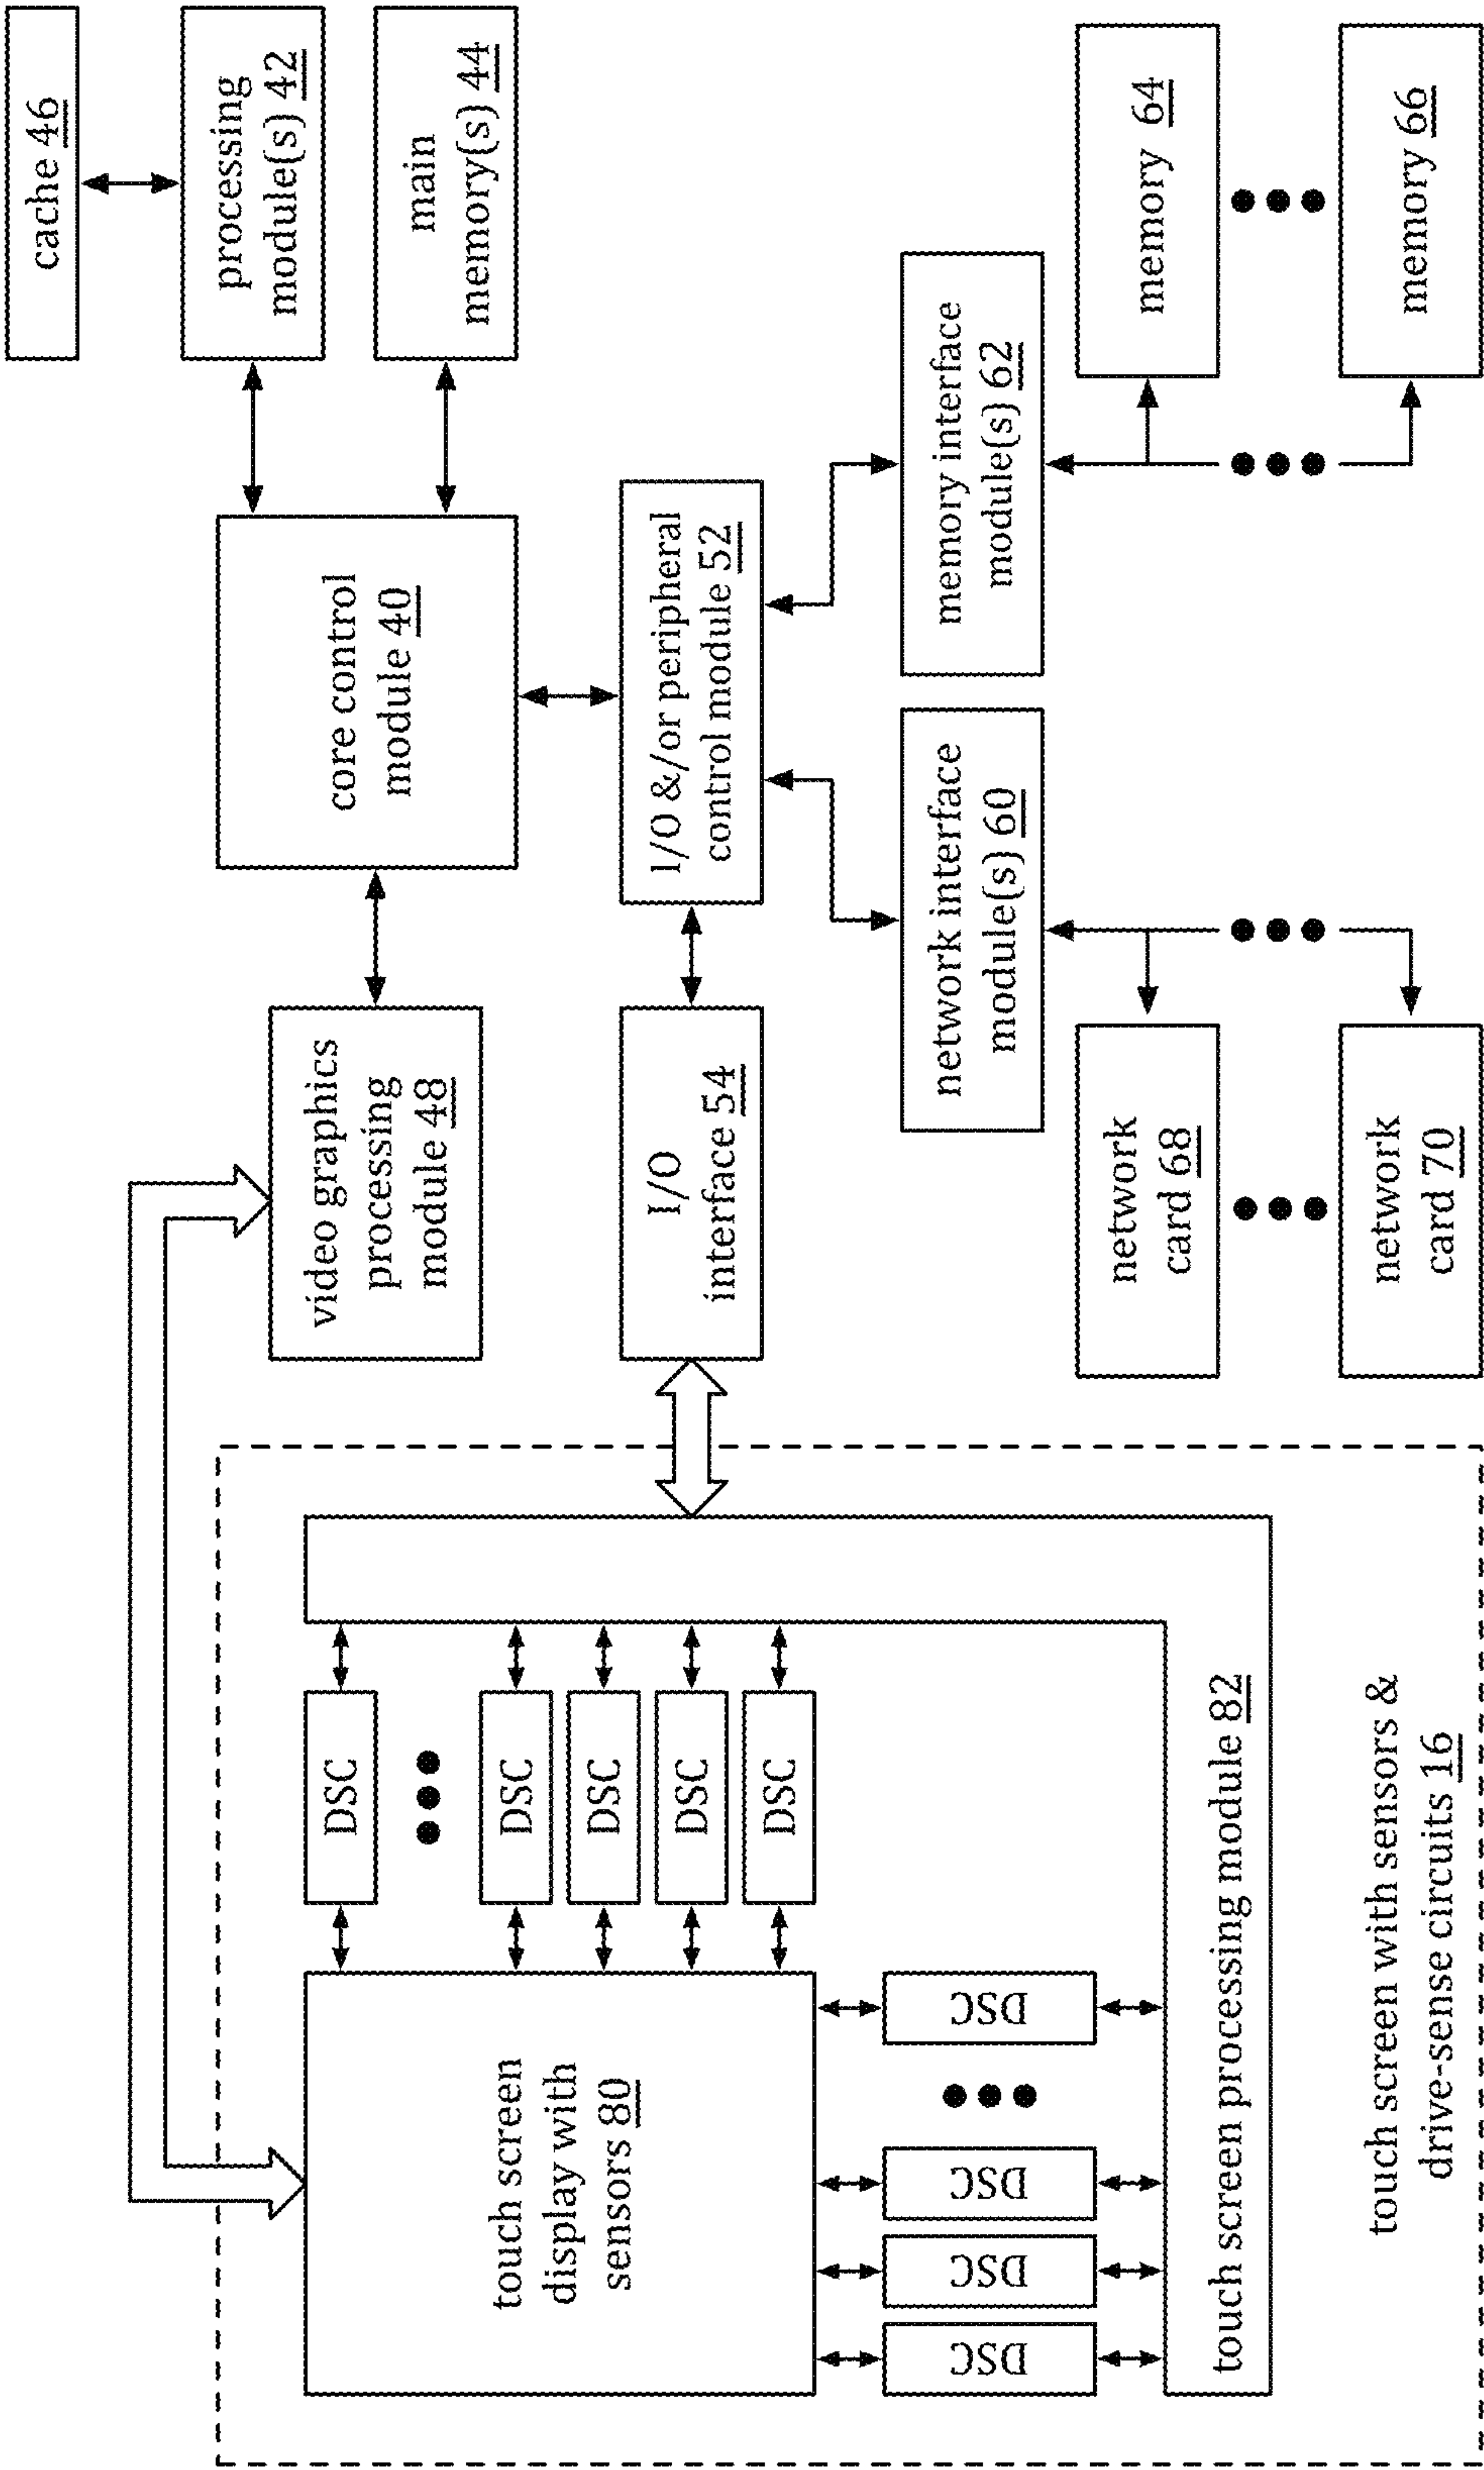 cache 46
processing
module(s) 42
main
memory(s) 44
core control
module 40
video graphics
processing
module 48
I/O &/or peripheral
control module 52
I/O
interface 54
memory interface
module(s) 62
network interface
module(s) 60
memory 64
memory 66
network
card 68
network
card 70
touch screen
display with
sensors 80
DSC
DSC
DSC
DSC
DSC
DSC
DSC
DSC
DSC
touch screen processing module 82
touch screen with sensors &
drive-sense circuits 16